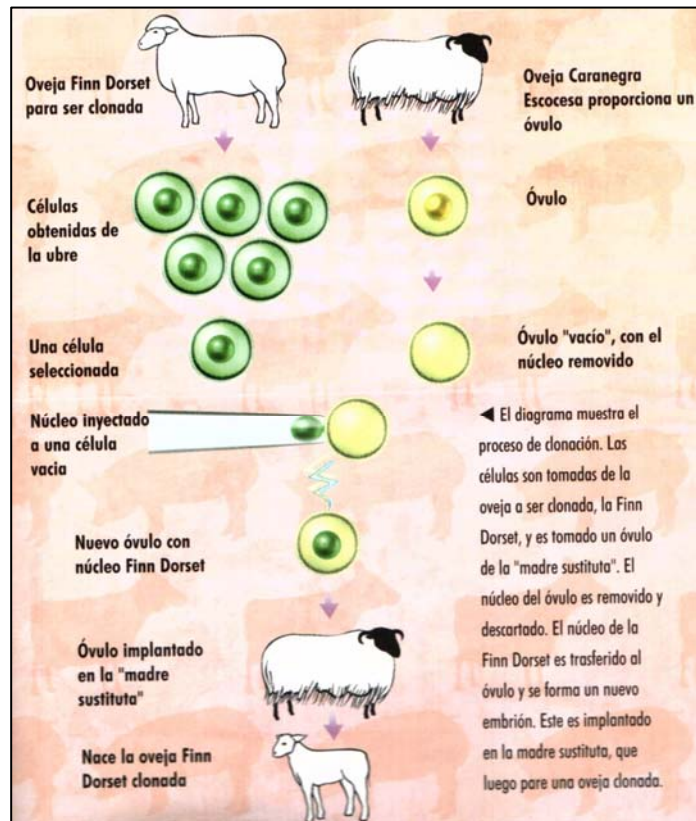 Oveja Finn Dorset
para ser clonada
Oveja Caranegra
Escocesa proporciona un
óvulo
Células
obtenidas de
la ubre
Óvulo
Una célula
seleccionada
Óvulo "vacío", con el
núcleo removido
Núcleo inyectado
a una célula
vacia
◀ El diagrama muestra el
proceso de clonación. Las
células son tomadas de la
oveja a ser clonada, la Finn
Dorset, y es tomado un óvulo
de la "madre sustituta". El
núcleo del óvulo es removido y
descartado. El núcleo de la
Finn Dorset es trasferido al
óvulo y se forma un nuevo
embrión. Este es implantado
en la madre sustituta, que
luego pare una oveja clonada.
Nuevo óvulo con
núcleo Finn Dorset
Óvulo implantado
en la "madre
sustituta"
Nace la oveja Finn
Dorset clonada